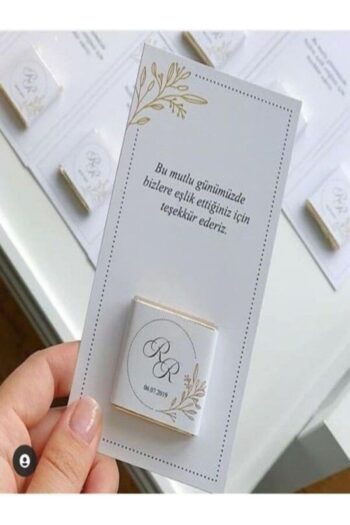 Bu mutlu günümüzde
bizlere eşlik ettiğiniz için
teşekkür ederiz.
R
R
06.07.2019